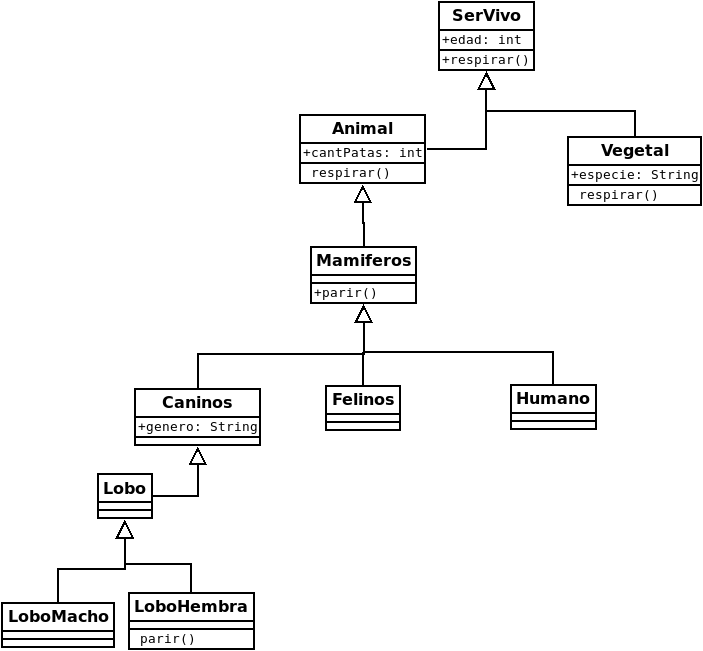 SerVivo
+edad: int
+respirar()
Animal
+cantPatas: int
respirar()
Vegetal
+especie: String
respirar()
Mamiferos
+parir()
Caninos
+genero: String
Felinos
Humano
Lobo
LoboMacho
LoboHembra
parir()